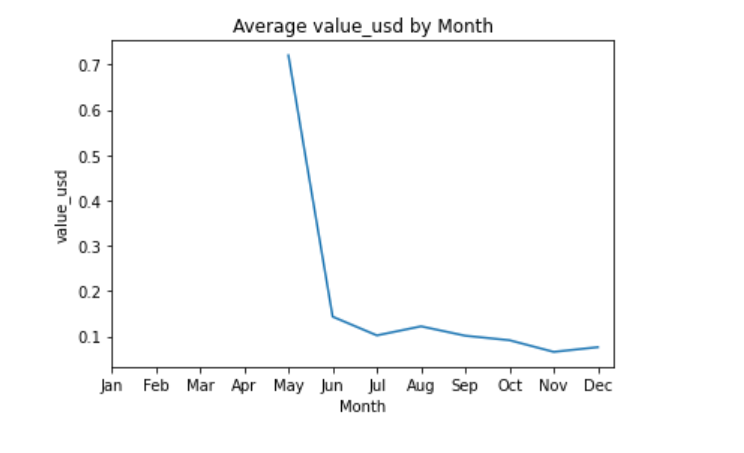 Average value_usd by Month
value_usd
0.7
0.6
0.5
0.4
0.3
0.2
0.1
Jan Feb Mar Apr May Jun Jul Aug Sep Oct Nov Dec
Month